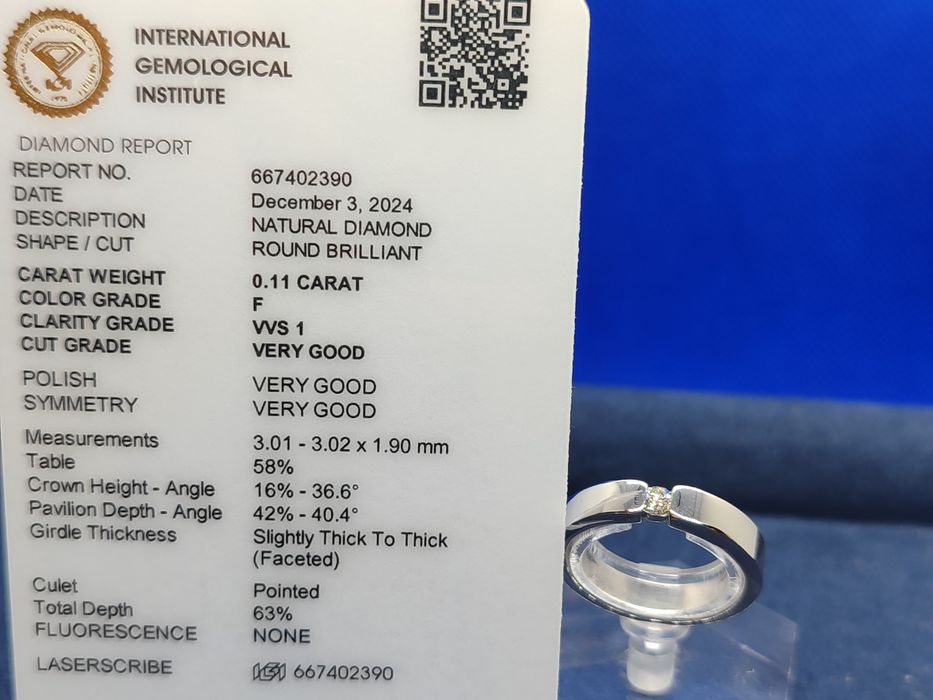 INTERNATIONAL
GEMOLOGICAL
INSTITUTE
DIAMOND REPORT
REPORT NO. 667402390
DATE December 3, 2024
DESCRIPTION NATURAL DIAMOND
SHAPE / CUT ROUND BRILLIANT
CARAT WEIGHT 0.11 CARAT
COLOR GRADE F
CLARITY GRADE VVS 1
CUT GRADE VERY GOOD
POLISH VERY GOOD
SYMMETRY VERY GOOD
Measurements 3.01 - 3.02 x 1.90 mm
Table 58%
Crown Height - Angle 16% - 36.6°
Pavilion Depth - Angle 42% - 40.4°
Girdle Thickness Slightly Thick To Thick
(Faceted)
Culet Pointed
Total Depth 63%
FLUORESCENCE NONE
LASERSCRIBE IGI 667402390